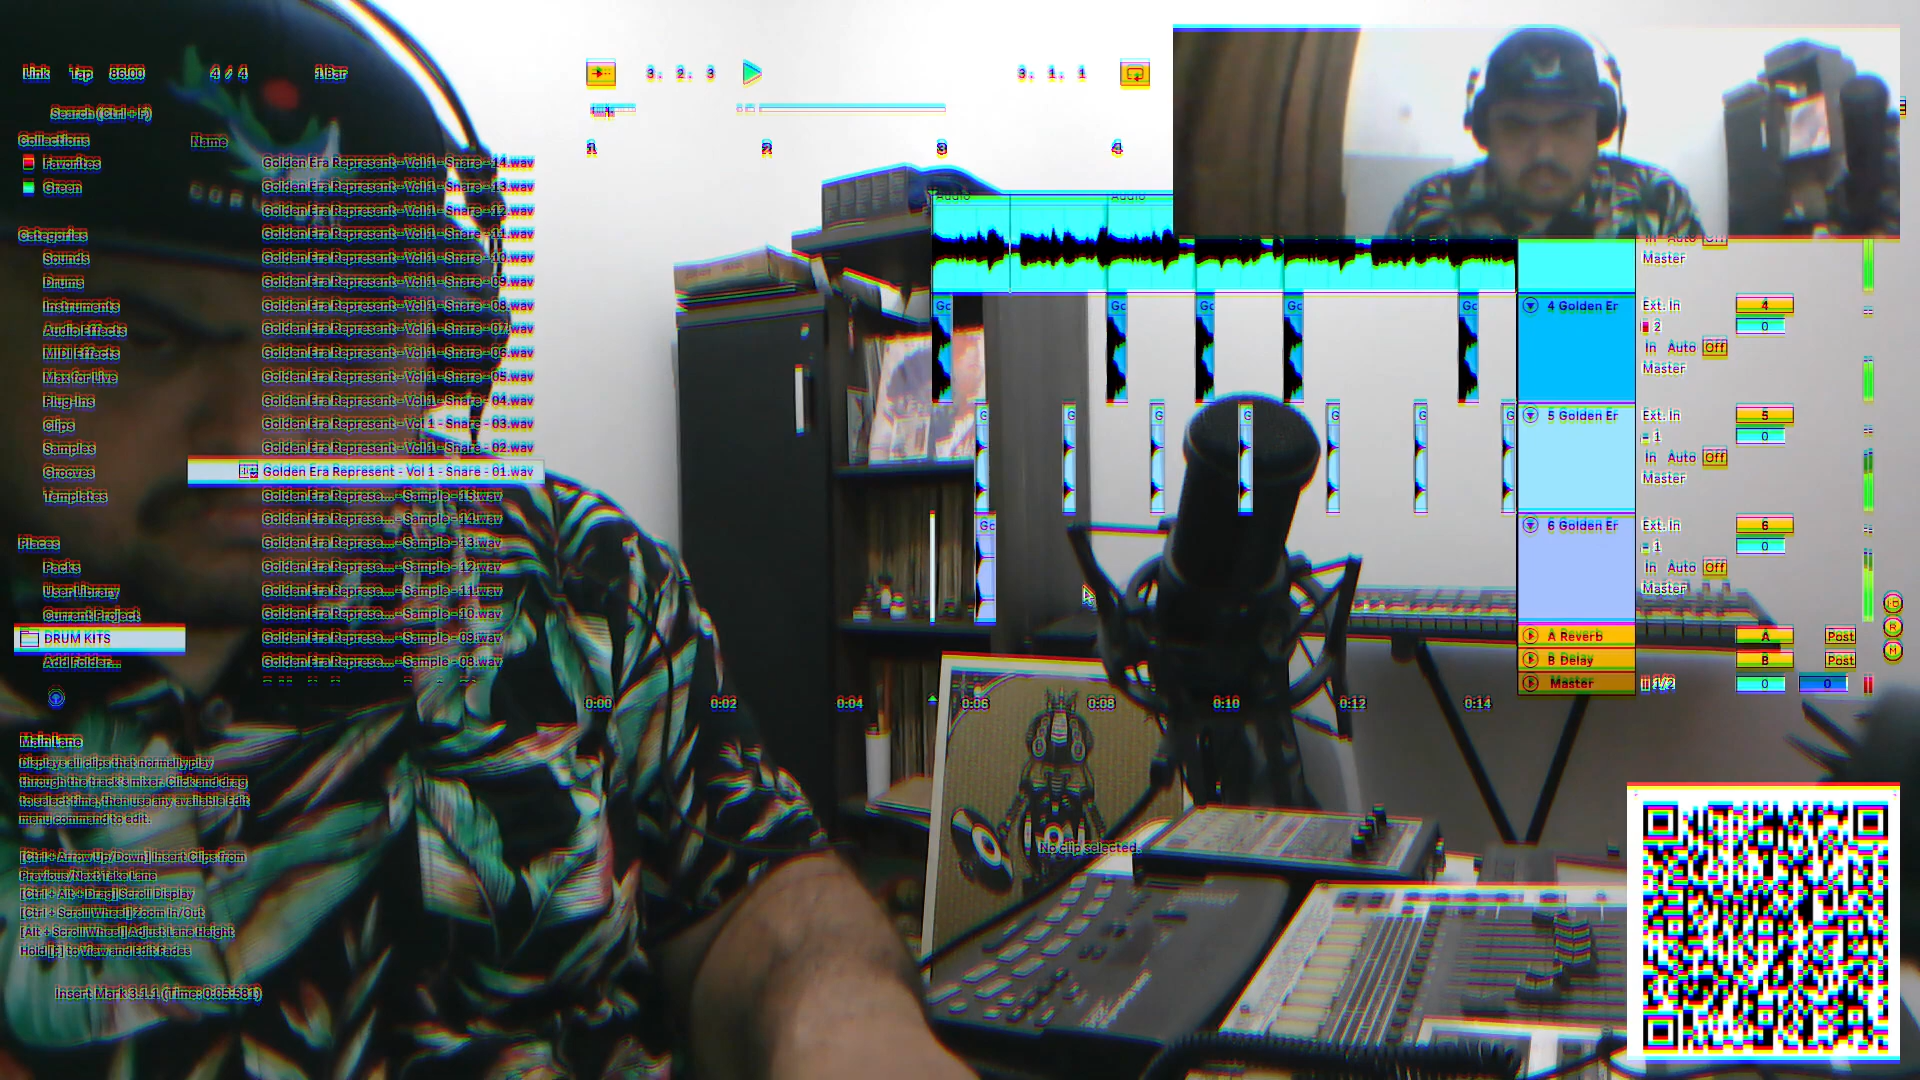 Link Tap 86.00 4 / 4 1 Bar 3. 2. 3 3. 1. 1
Search (Ctrl + F)
1 2 3 4
Collections
Favorites
Green
Categories
Sounds
Drums
Instruments
Audio Effects
MIDI Effects
Max for Live
Plug-Ins
Clips
Samples
Grooves
Templates
Places
Packs
User Library
Current Project
DRUM KITS
Add Folder...
Name
Golden Era Represent - Vol 1 - Snare - 14.wav
Golden Era Represent - Vol 1 - Snare - 13.wav
Golden Era Represent - Vol 1 - Snare - 12.wav
Golden Era Represent - Vol 1 - Snare - 11.wav
Golden Era Represent - Vol 1 - Snare - 10.wav
Golden Era Represent - Vol 1 - Snare - 09.wav
Golden Era Represent - Vol 1 - Snare - 08.wav
Golden Era Represent - Vol 1 - Snare - 07.wav
Golden Era Represent - Vol 1 - Snare - 06.wav
Golden Era Represent - Vol 1 - Snare - 05.wav
Golden Era Represent - Vol 1 - Snare - 04.wav
Golden Era Represent - Vol 1 - Snare - 03.wav
Golden Era Represent - Vol 1 - Snare - 02.wav
Golden Era Represent - Vol 1 - Snare - 01.wav
Golden Era Represe... - Sample - 15.wav
Golden Era Represe... - Sample - 14.wav
Golden Era Represe... - Sample - 13.wav
Golden Era Represe... - Sample - 12.wav
Golden Era Represe... - Sample - 11.wav
Golden Era Represe... - Sample - 10.wav
Golden Era Represe... - Sample - 09.wav
Golden Era Represe... - Sample - 08.wav
Audio Audio
In Auto Off
Master
Gc Gc Gc Gc Gc
4 Golden Er Ext. In 4
2 0
In Auto Off
Master
G G G G G G G
5 Golden Er Ext. In 5
1 0
In Auto Off
Master
Gc
6 Golden Er Ext. In 6
1 0
In Auto Off
Master
A Reverb A Post
B Delay B Post
Master 1/2 0 0
I·O
R
M
0:00 0:02 0:04 0:06 0:08 0:10 0:12 0:14
No clip selected.
Main Lane
Displays all clips that normally play
through the track's mixer. Click and drag
to select time, then use any available Edit
menu command to edit.
[Ctrl + Arrow Up/Down] Insert Clips from
Previous/Next Take Lane
[Ctrl + Alt + Drag] Scroll Display
[Ctrl + Scroll Wheel] Zoom In/Out
[Alt + Scroll Wheel] Adjust Lane Height
Hold [F] to View and Edit Fades
Insert Mark 3.1.1 (Time: 0:05:581)